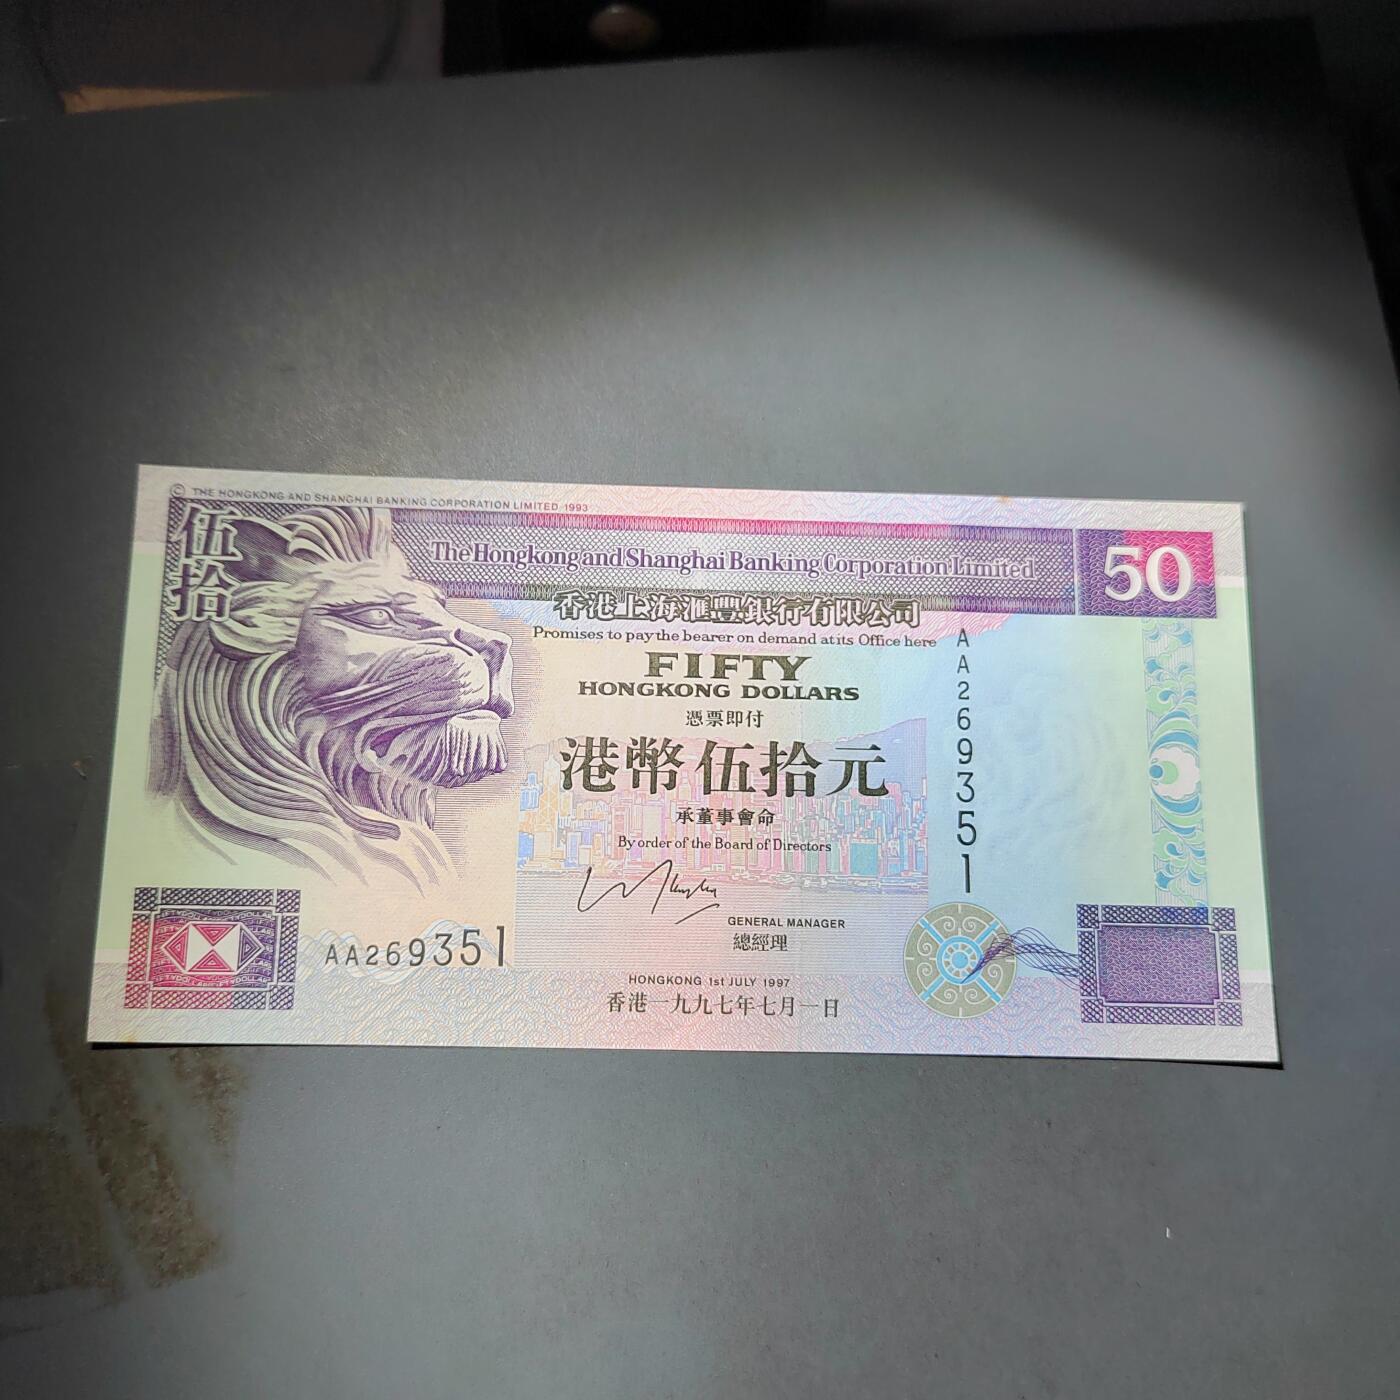 © THE HONGKONG AND SHANGHAI BANKING CORPORATION LIMITED 1993
伍拾
The Hongkong and Shanghai Banking Corporation Limited
50
香港上海滙豐銀行有限公司
Promises to pay the bearer on demand at its Office here
FIFTY
HONGKONG DOLLARS
憑票即付
港幣伍拾元
承董事會命
By order of the Board of Directors
AA269351
GENERAL MANAGER
總經理
AA269351
HONGKONG 1st JULY 1997
香港一九九七年七月一日